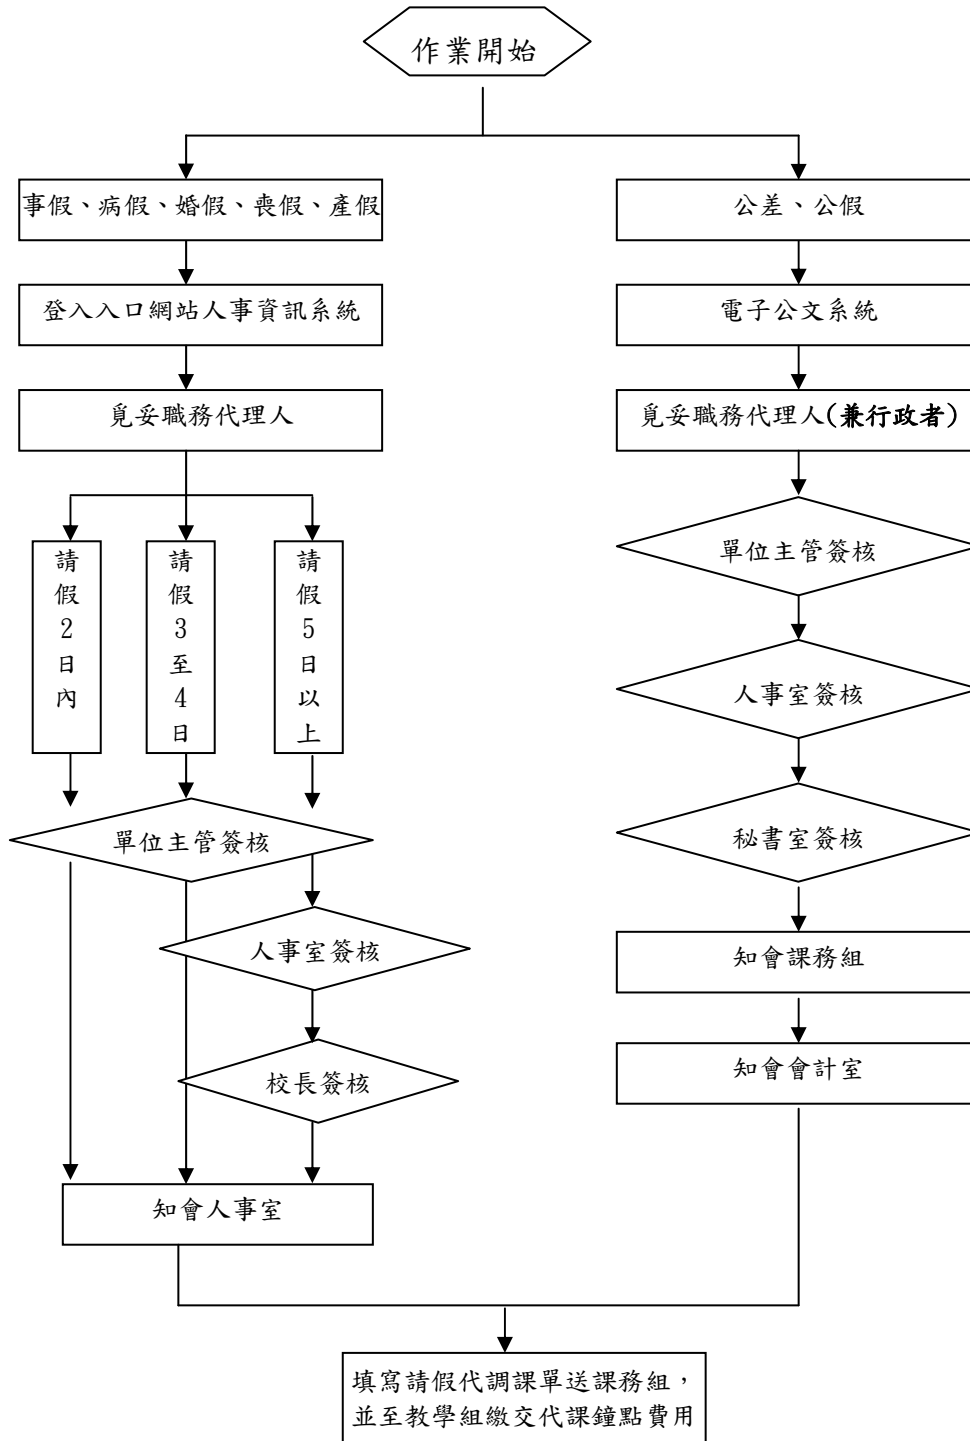 作業開始
事假、病假、婚假、喪假、產假
公差、公假
登入入口網站人事資訊系統
電子公文系統
覓妥職務代理人
覓妥職務代理人(兼行政者)
請假2日內
請假3至4日
請假5日以上
單位主管簽核
人事室簽核
校長簽核
知會人事室
單位主管簽核
人事室簽核
秘書室簽核
知會課務組
知會會計室
填寫請假代調課單送課務組，
並至教學組繳交代課鐘點費用